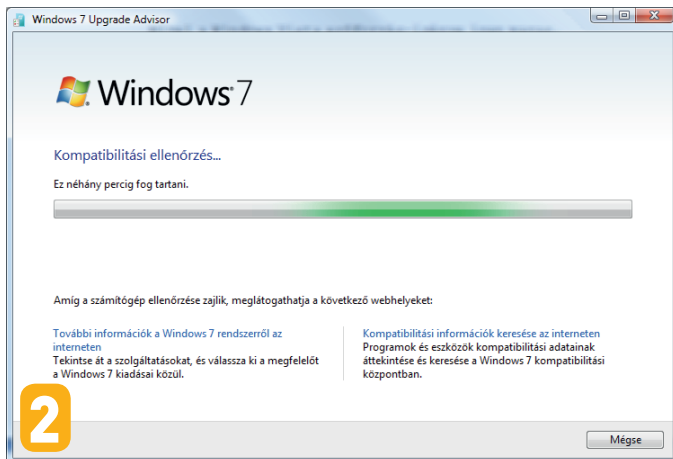 Windows 7 Upgrade Advisor
Windows 7
Kompatibilitási ellenőrzés...
Ez néhány percig fog tartani.
Amíg a számítógép ellenőrzése zajlik, meglátogathatja a következő webhelyeket:
További információk a Windows 7 rendszerről az
interneten
Tekintse át a szolgáltatásokat, és válassza ki a megfelelőt
a Windows 7 kiadásai közül.
Kompatibilitási információk keresése az interneten
Programok és eszközök kompatibilitási adatainak
áttekintése és keresése a Windows 7 kompatibilitási
központban.
2
Mégse